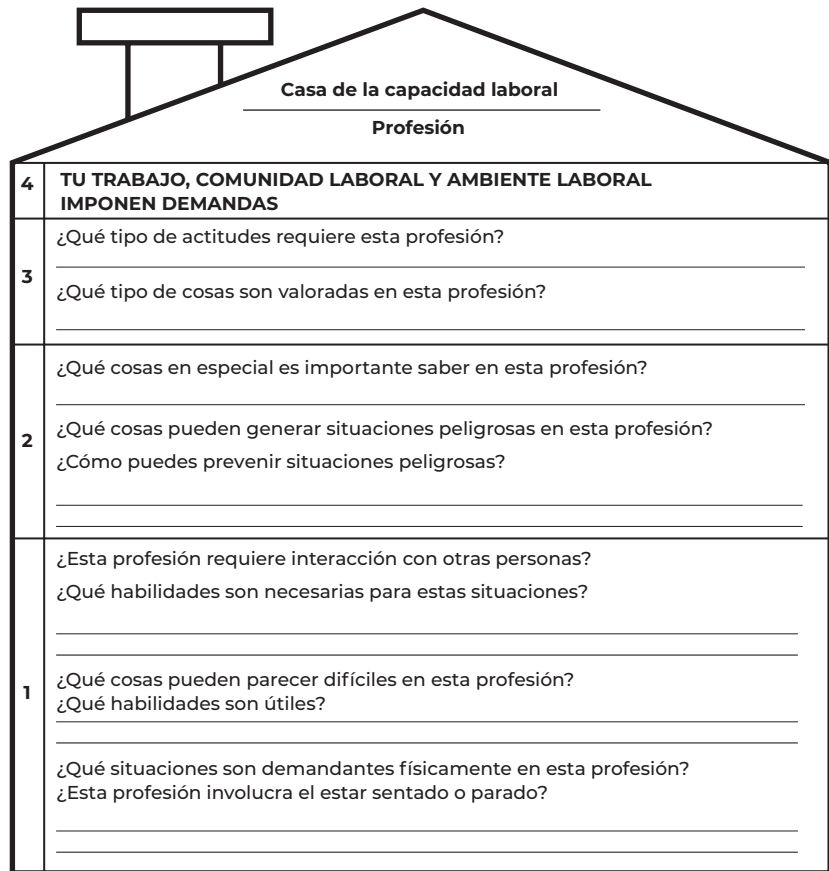 Casa de la capacidad laboral
Profesión
4
TU TRABAJO, COMUNIDAD LABORAL Y AMBIENTE LABORAL
IMPONEN DEMANDAS
3
¿Qué tipo de actitudes requiere esta profesión?
¿Qué tipo de cosas son valoradas en esta profesión?
2
¿Qué cosas en especial es importante saber en esta profesión?
¿Qué cosas pueden generar situaciones peligrosas en esta profesión?
¿Cómo puedes prevenir situaciones peligrosas?
1
¿Esta profesión requiere interacción con otras personas?
¿Qué habilidades son necesarias para estas situaciones?
¿Qué cosas pueden parecer difíciles en esta profesión?
¿Qué habilidades son útiles?
¿Qué situaciones son demandantes físicamente en esta profesión?
¿Esta profesión involucra el estar sentado o parado?